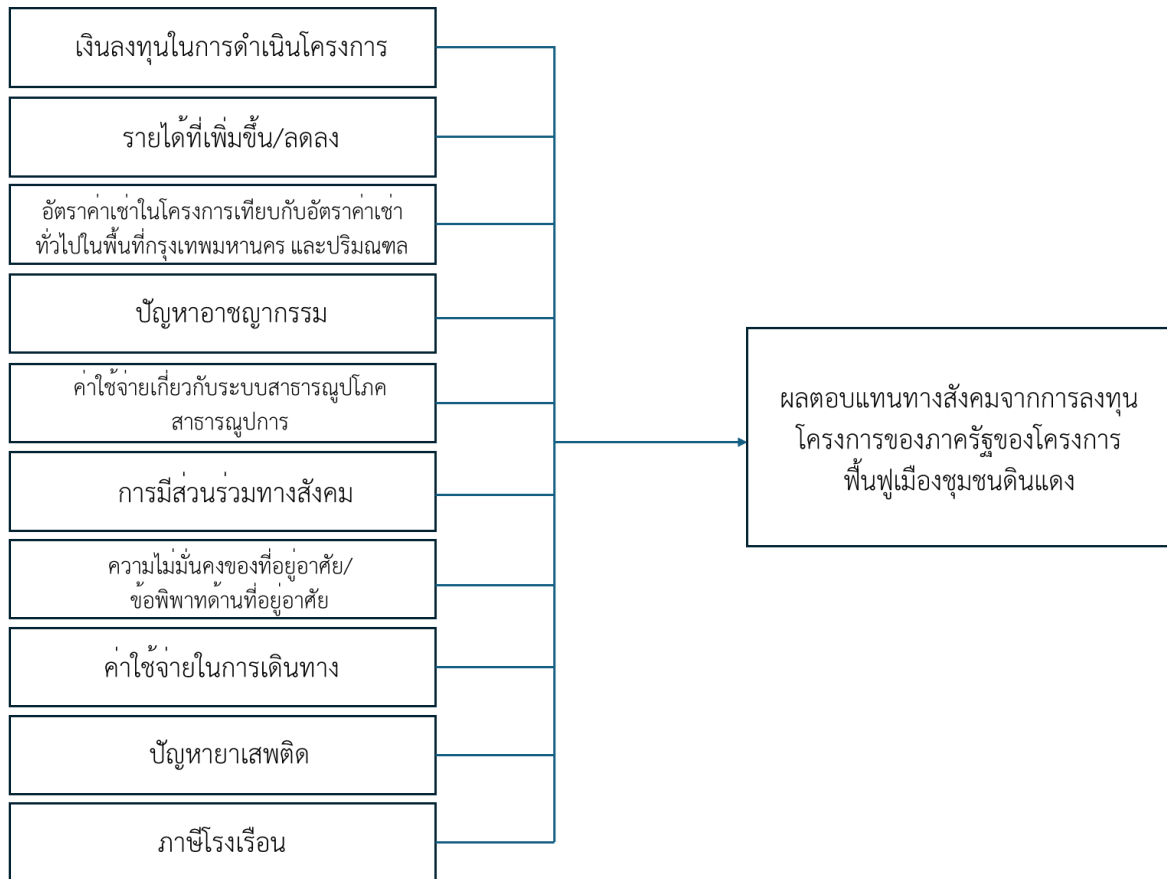 เงินลงทุนในการดำเนินโครงการ
รายได้ที่เพิ่มขึ้น/ลดลง
อัตราค่าเช่าในโครงการเทียบกับอัตราค่าเช่า
ทั่วไปในพื้นที่กรุงเทพมหานคร และปริมณฑล
ปัญหาอาชญากรรม
ค่าใช้จ่ายเกี่ยวกับระบบสาธารณูปโภค
สาธารณูปการ
การมีส่วนร่วมทางสังคม
ความไม่มั่นคงของที่อยู่อาศัย/
ข้อพิพาทด้านที่อยู่อาศัย
ค่าใช้จ่ายในการเดินทาง
ปัญหายาเสพติด
ภาษีโรงเรือน
ผลตอบแทนทางสังคมจากการลงทุน
โครงการของภาครัฐของโครงการ
ฟื้นฟูเมืองชุมชนดินแดง